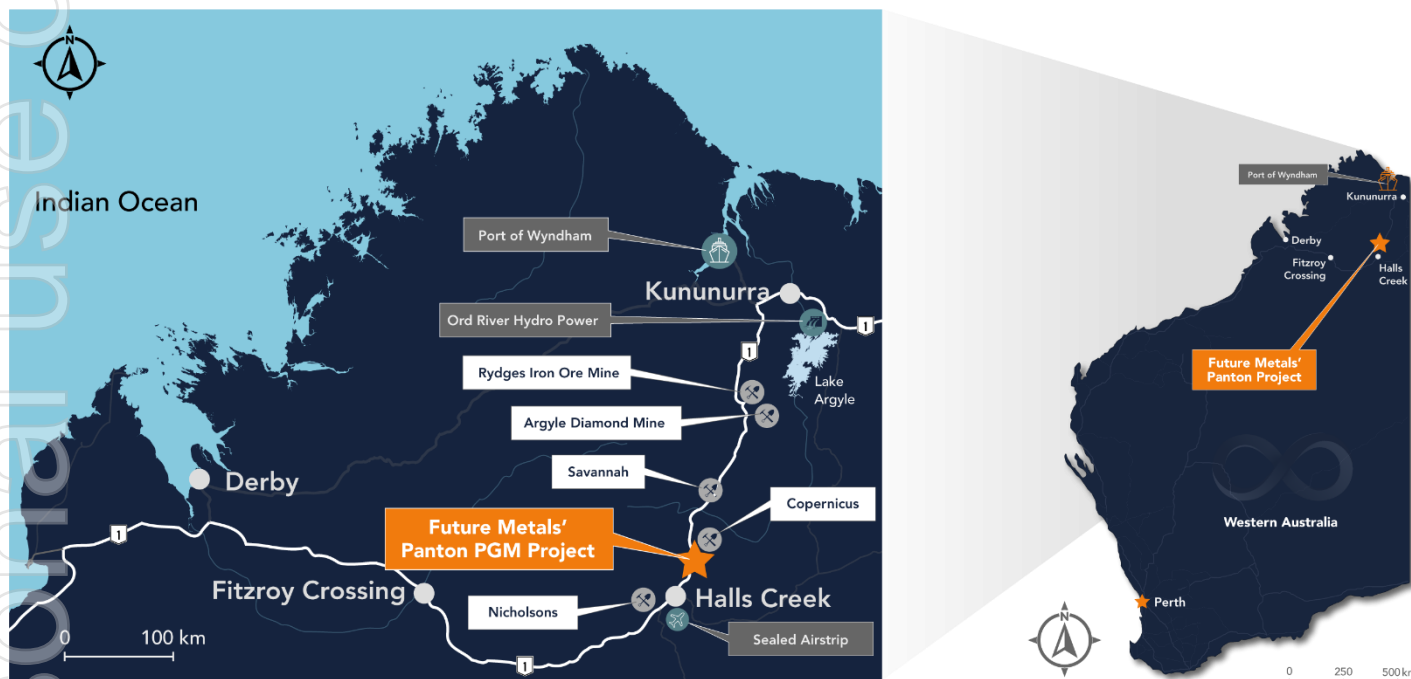 N
Indian Ocean
Port of Wyndham
Kununurra
Ord River Hydro Power
1
1
Rydges Iron Ore Mine
Lake
Argyle
Argyle Diamond Mine
Savannah
Derby
Copernicus
Future Metals'
Panton PGM Project
1
Fitzroy Crossing
Halls Creek
Nicholsons
Sealed Airstrip
0 100 km
1
Port of Wyndham
Kununurra
Derby
Fitzroy
Crossing
Halls
Creek
Future Metals'
Panton Project
Western Australia
Perth
N
0 250 500km
sonal use o